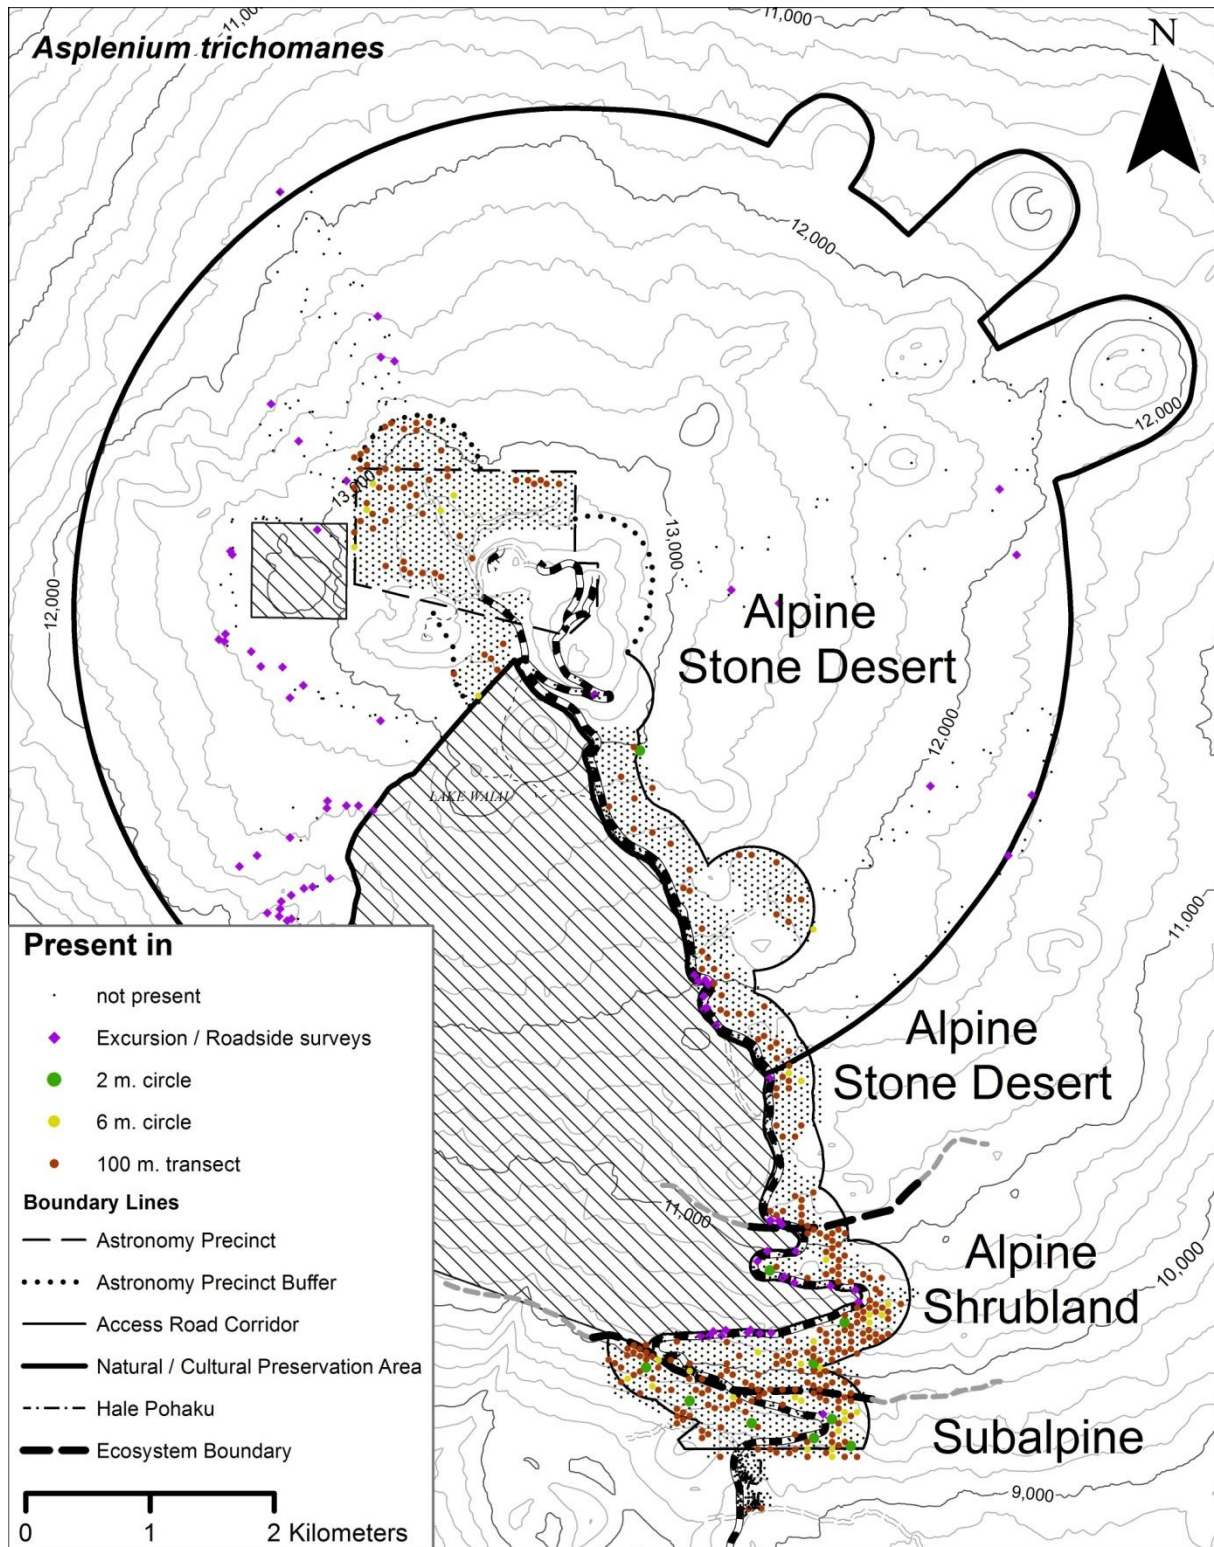 11,000
11,000
Asplenium trichomanes
N
12,000
12,000
13,000
13,000
12,000
Alpine
Stone Desert
12,000
LAKE WAIAU
11,000
Alpine
Stone Desert
11,000
Alpine
Shrubland
10,000
Subalpine
9,000
Present in
not present
Excursion / Roadside surveys
2 m. circle
6 m. circle
100 m. transect
Boundary Lines
Astronomy Precinct
Astronomy Precinct Buffer
Access Road Corridor
Natural / Cultural Preservation Area
Hale Pohaku
Ecosystem Boundary
0 1 2 Kilometers